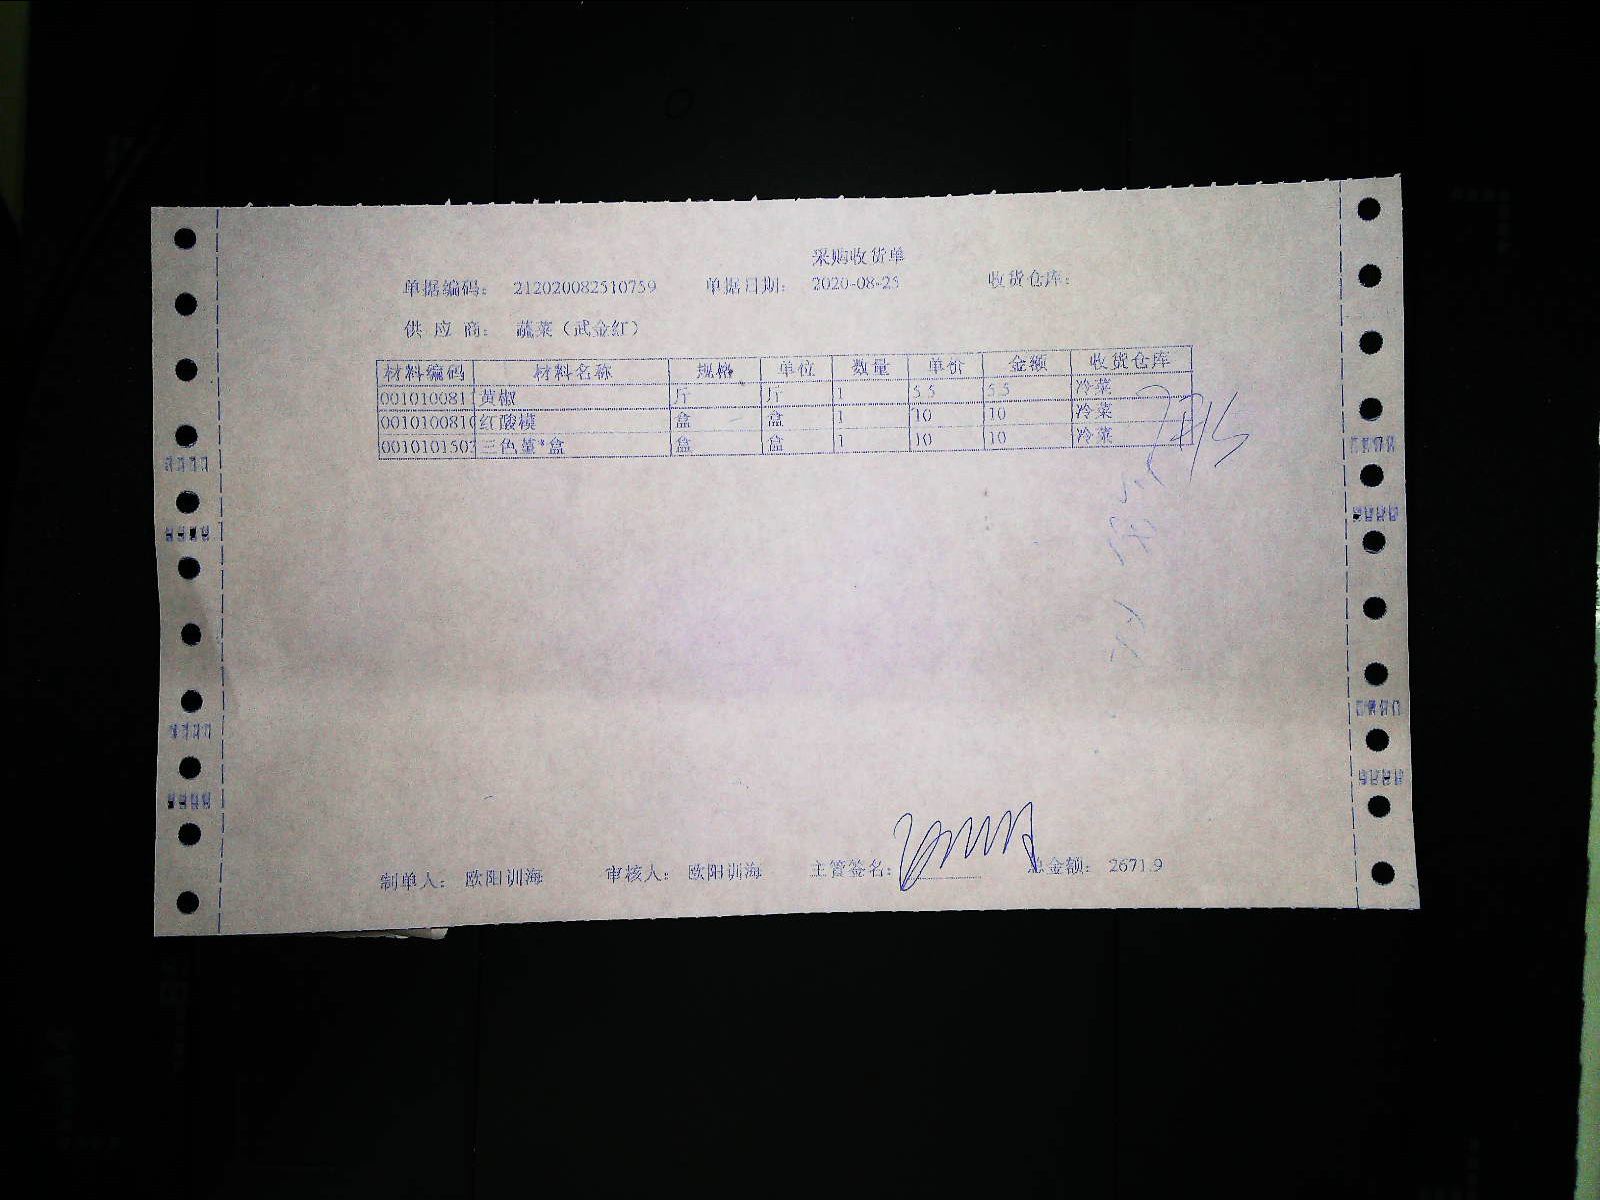 采购收货单
单据编码： 212020082510759 单据日期： 2020-08-25 收货仓库：
供 应 商： 蔬菜（武金红）
材料编码 材料名称 规格 单位 数量 单价 金额 收货仓库
001010081 黄椒 斤 斤 1 5.5 5.5 冷菜
001010081 红酸模 盒 盒 1 10 10 冷菜
001010150 三色堇*盒 盒 盒 1 10 10 冷菜
制单人： 欧阳训海 审核人： 欧阳训海 主管签名： 总金额： 2671.9